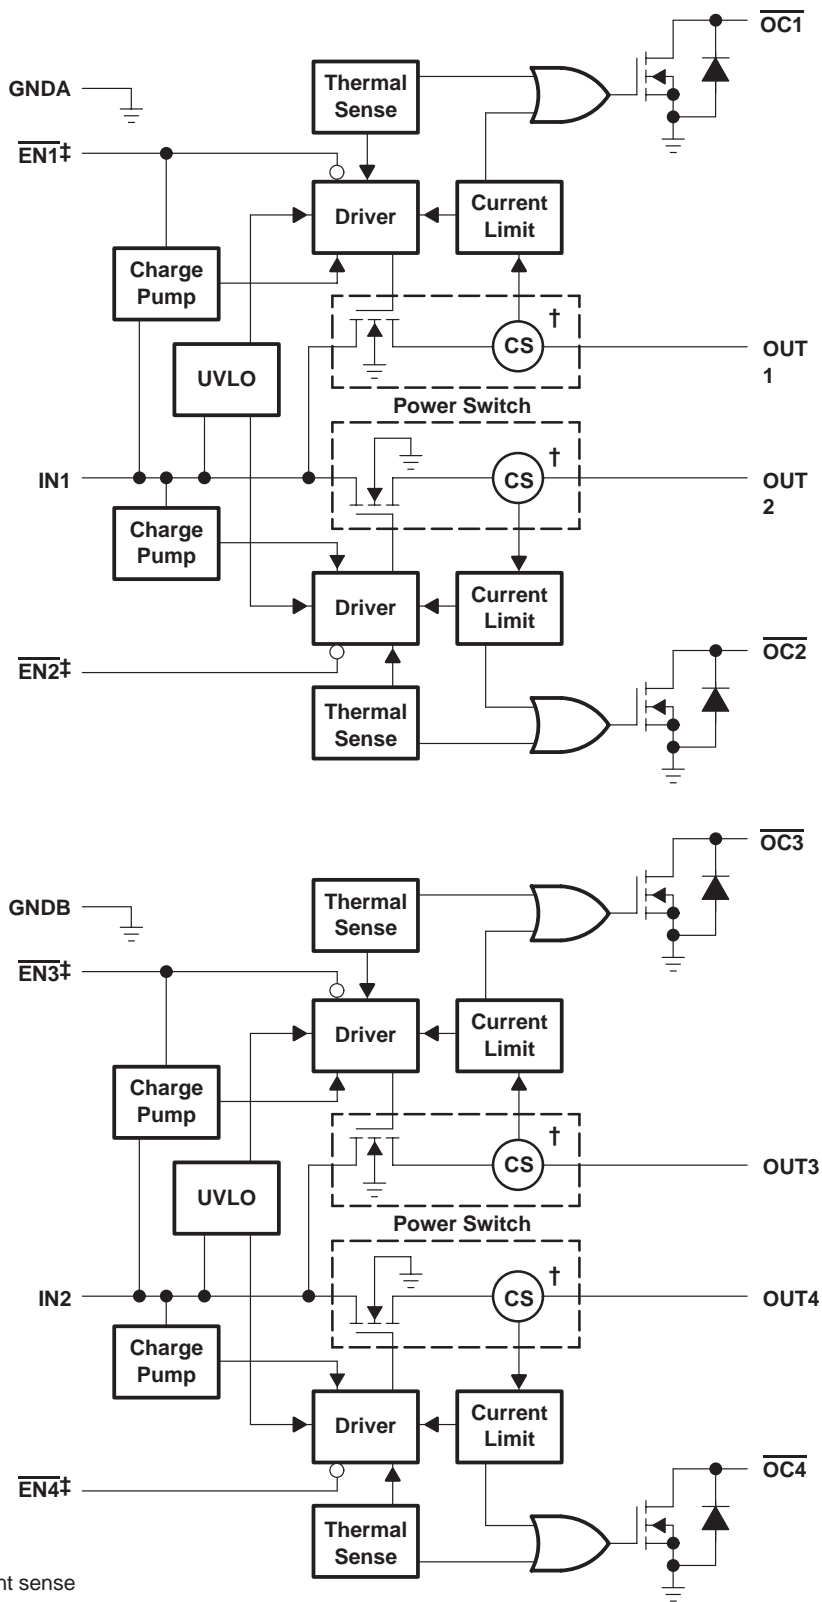 OC1
Thermal
Sense
GNDA
EN1‡
Driver
Current
Limit
Charge
Pump
†
CS
OUT
1
UVLO
Power Switch
†
IN1
CS
OUT
2
Charge
Pump
Driver
Current
Limit
EN2‡
OC2
Thermal
Sense
OC3
Thermal
Sense
GNDB
EN3‡
Driver
Current
Limit
Charge
Pump
†
CS
OUT3
UVLO
Power Switch
†
IN2
CS
OUT4
Charge
Pump
Driver
Current
Limit
EN4‡
OC4
Thermal
Sense
nt sense